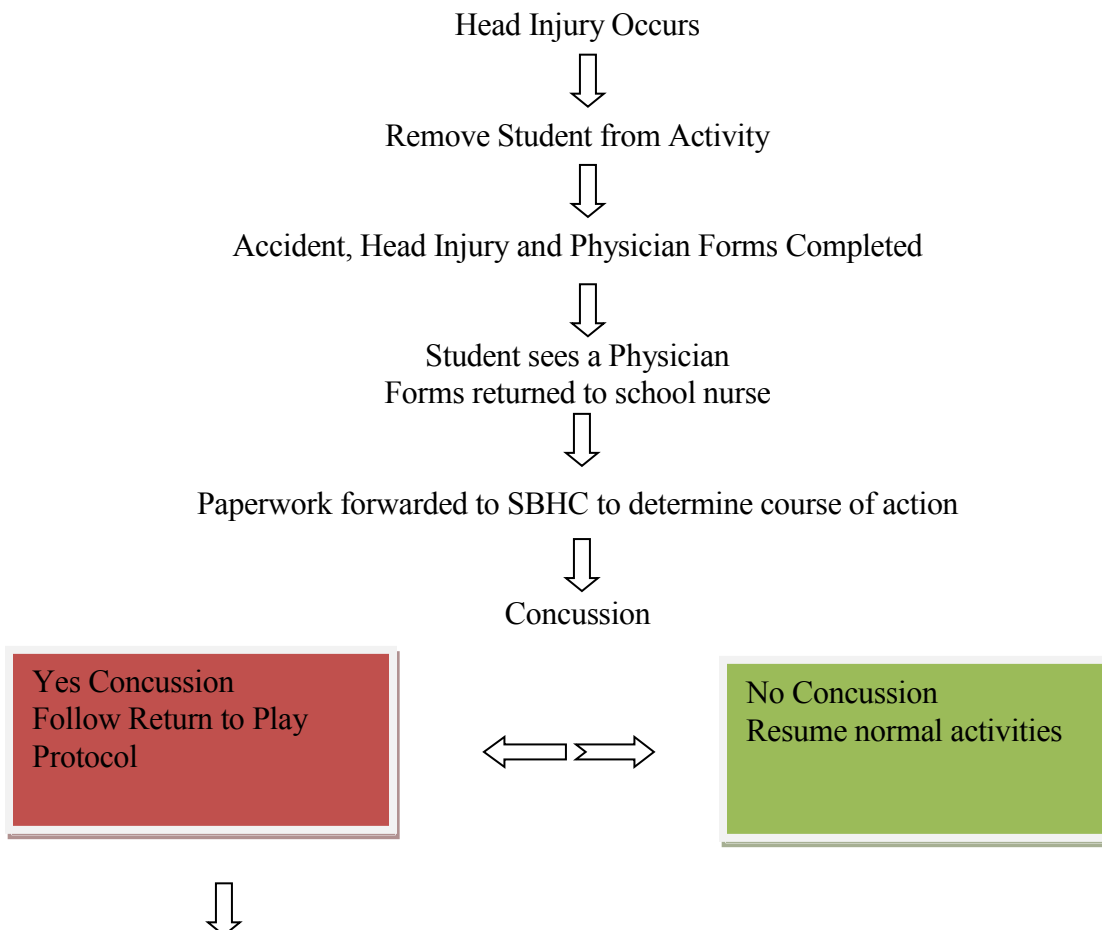 Head Injury Occurs
Remove Student from Activity
Accident, Head Injury and Physician Forms Completed
Student sees a Physician
Forms returned to school nurse
Paperwork forwarded to SBHC to determine course of action
Concussion
Yes Concussion
Follow Return to Play
Protocol
No Concussion
Resume normal activities